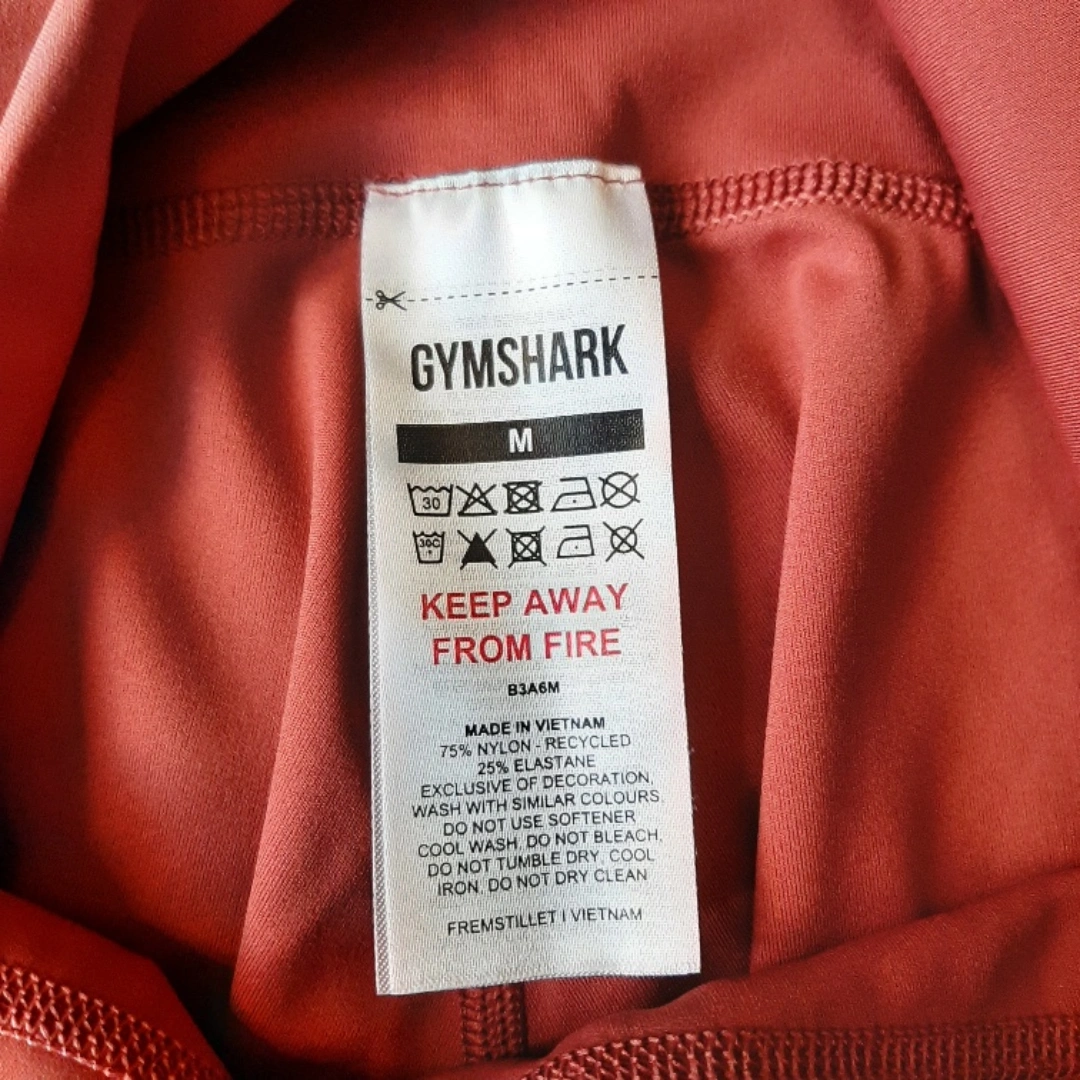 GYMSHARK
M
30
30C
KEEP AWAY
FROM FIRE
B3A6M
MADE IN VIETNAM
75% NYLON - RECYCLED
25% ELASTANE
EXCLUSIVE OF DECORATION,
WASH WITH SIMILAR COLOURS,
DO NOT USE SOFTENER
COOL WASH, DO NOT BLEACH,
DO NOT TUMBLE DRY, COOL
IRON, DO NOT DRY CLEAN
FREMSTILLET I VIETNAM